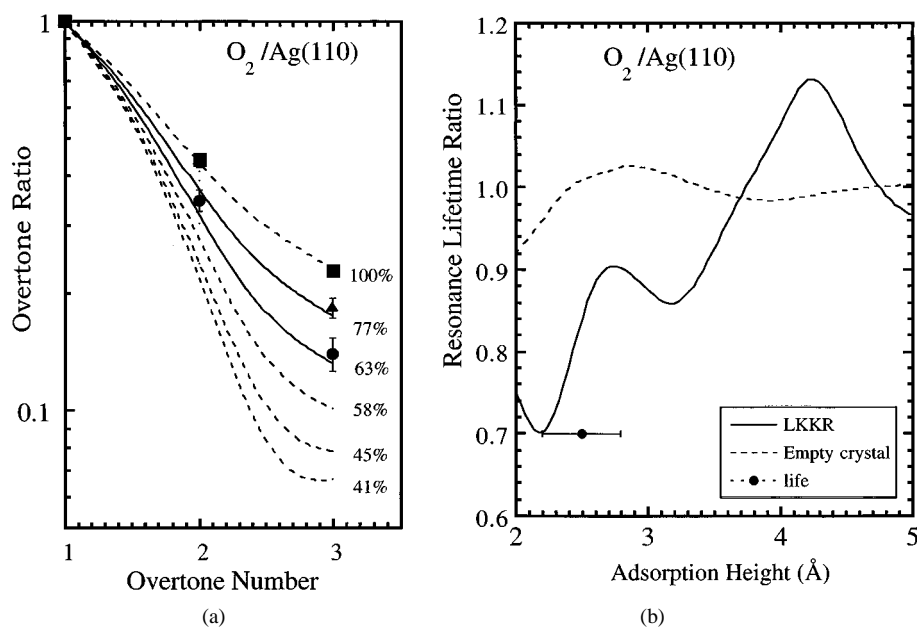 O2/Ag(110)
1
0.1
Overtone Ratio
100%
77%
63%
58%
45%
41%
1 2 3
Overtone Number
(a)
O2/Ag(110)
1.2
1.1
1.0
0.9
0.8
0.7
0.6
Resonance Lifetime Ratio
LKKR
Empty crystal
life
2 3 4 5
Adsorption Height (Å)
(b)